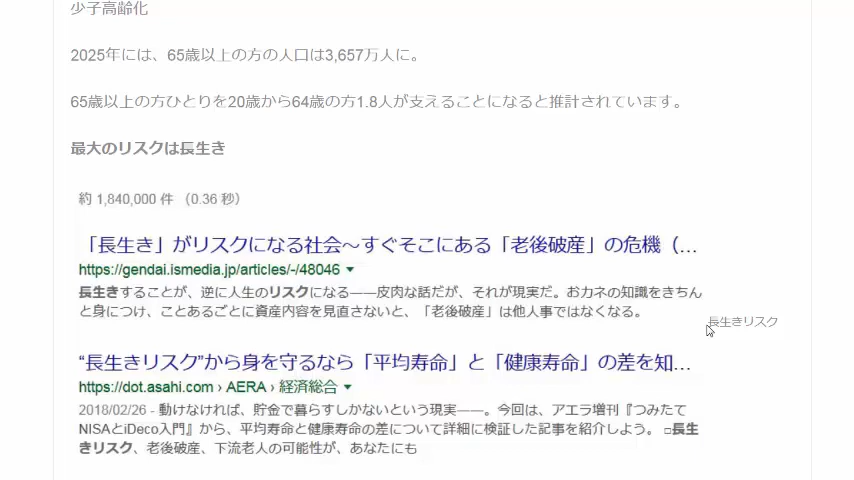 少子高齢化
2025年には、65歳以上の方の人口は3,657万人に。
65歳以上の方ひとりを20歳から64歳の方1.8人が支えることになると推計されています。
最大のリスクは長生き
約 1,840,000 件 （0.36 秒）
「長生き」がリスクになる社会～すぐそこにある「老後破産」の危機（...
https://gendai.ismedia.jp/articles/-/48046 ▼
長生きすることが、逆に人生のリスクになる――皮肉な話だが、それが現実だ。おカネの知識をきちん
と身につけ、ことあるごとに資産内容を見直さないと、「老後破産」は他人事ではなくなる。
長生きリスク
“長生きリスク”から身を守るなら「平均寿命」と「健康寿命」の差を知...
https://dot.asahi.com › AERA › 経済総合 ▼
2018/02/26 - 動けなければ、貯金で暮らすしかないという現実――。今回は、アエラ増刊『つみたて
NISAとiDeco入門』から、平均寿命と健康寿命の差について詳細に検証した記事を紹介しよう。 □長生
きリスク、老後破産、下流老人の可能性が、あなたにも